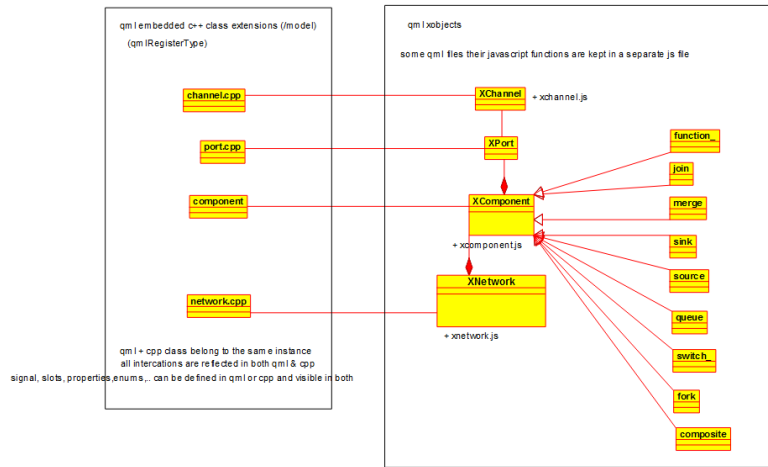 qml embedded c++ class extensions (/model)
(qmlRegisterType)
qml xobjects
some qml files their javascript functions are kept in a separate js file
channel.cpp
XChannel
+ xchannel.js
port.cpp
XPort
function_
join
component
XComponent
merge
+ xcomponent.js
sink
XNetwork
source
network.cpp
queue
+ xnetwork.js
switch_
qml + cpp class belong to the same instance
all intercations are reflected in both qml & cpp
signal, slots, properties,enums,.. can be defined in qml or cpp and visible in both
fork
composite